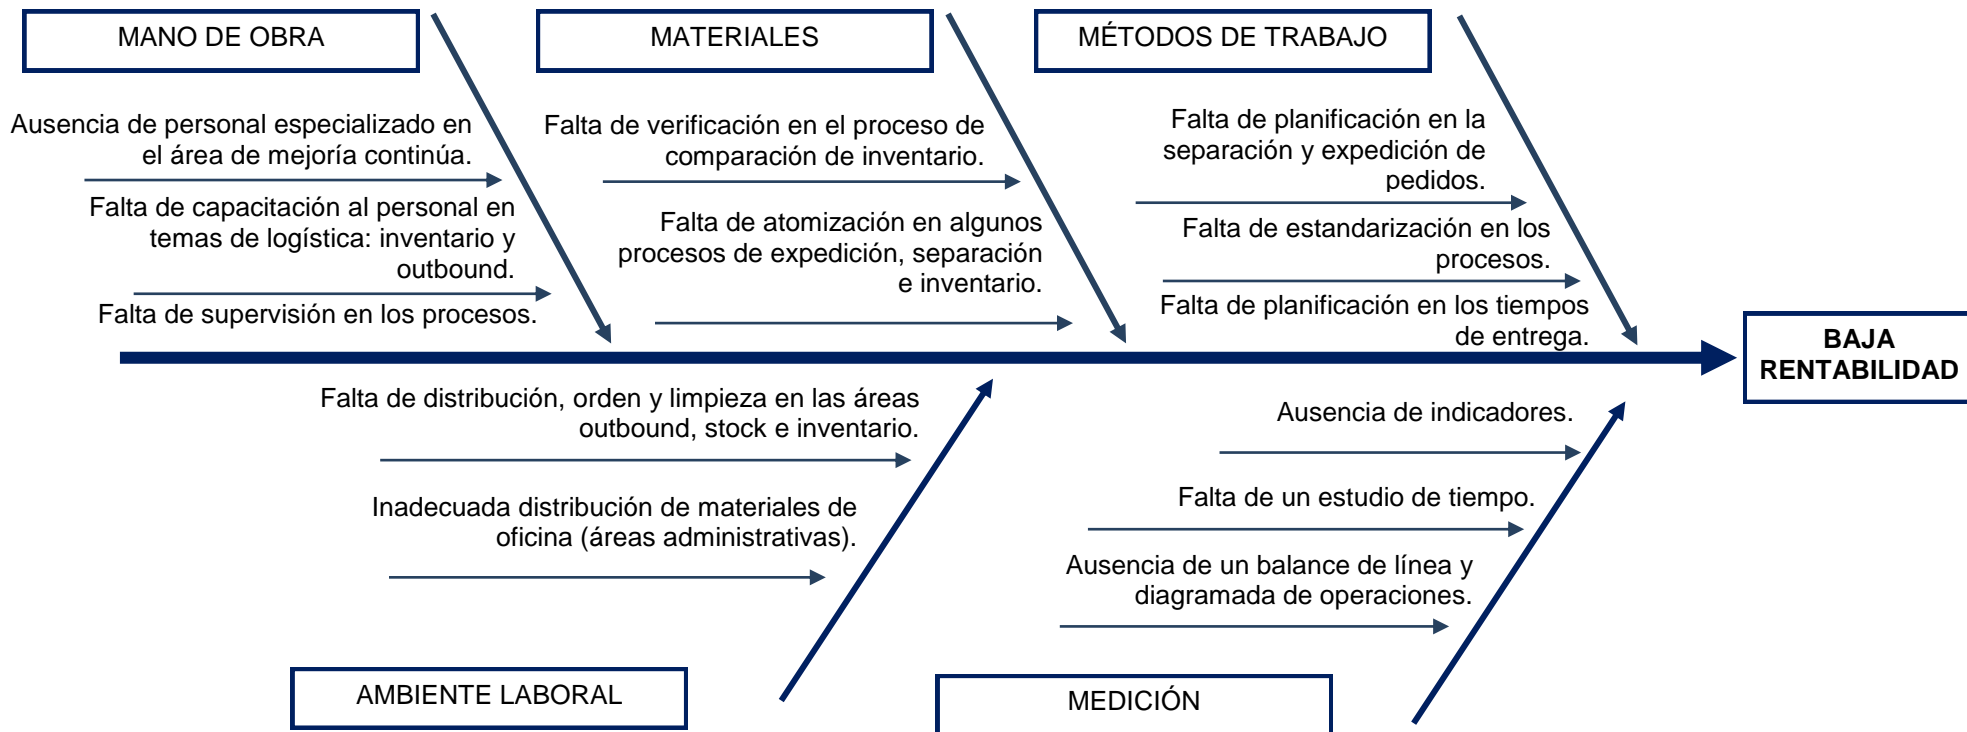 MANO DE OBRA
Ausencia de personal especializado en
el área de mejoría continúa.
Falta de capacitación al personal en
temas de logística: inventario y
outbound.
Falta de supervisión en los procesos.
MATERIALES
Falta de verificación en el proceso de
comparación de inventario.
Falta de atomización en algunos
procesos de expedición, separación
e inventario.
MÉTODOS DE TRABAJO
Falta de planificación en la
separación y expedición de
pedidos.
Falta de estandarización en los
procesos.
Falta de planificación en los tiempos
de entrega.
BAJA
RENTABILIDAD
Falta de distribución, orden y limpieza en las áreas
outbound, stock e inventario.
Inadecuada distribución de materiales de
oficina (áreas administrativas).
AMBIENTE LABORAL
Ausencia de indicadores.
Falta de un estudio de tiempo.
Ausencia de un balance de línea y
diagramada de operaciones.
MEDICIÓN